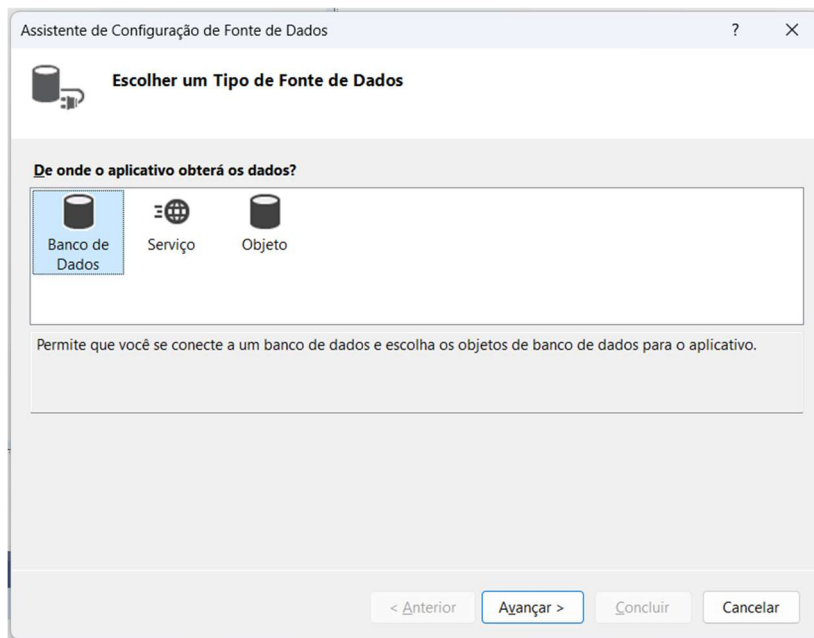 Assistente de Configuração de Fonte de Dados ?
Escolher um Tipo de Fonte de Dados
De onde o aplicativo obterá os dados?
Banco de
Dados
Serviço
Objeto
Permite que você se conecte a um banco de dados e escolha os objetos de banco de dados para o aplicativo.
< Anterior
Avançar >
Concluir
Cancelar